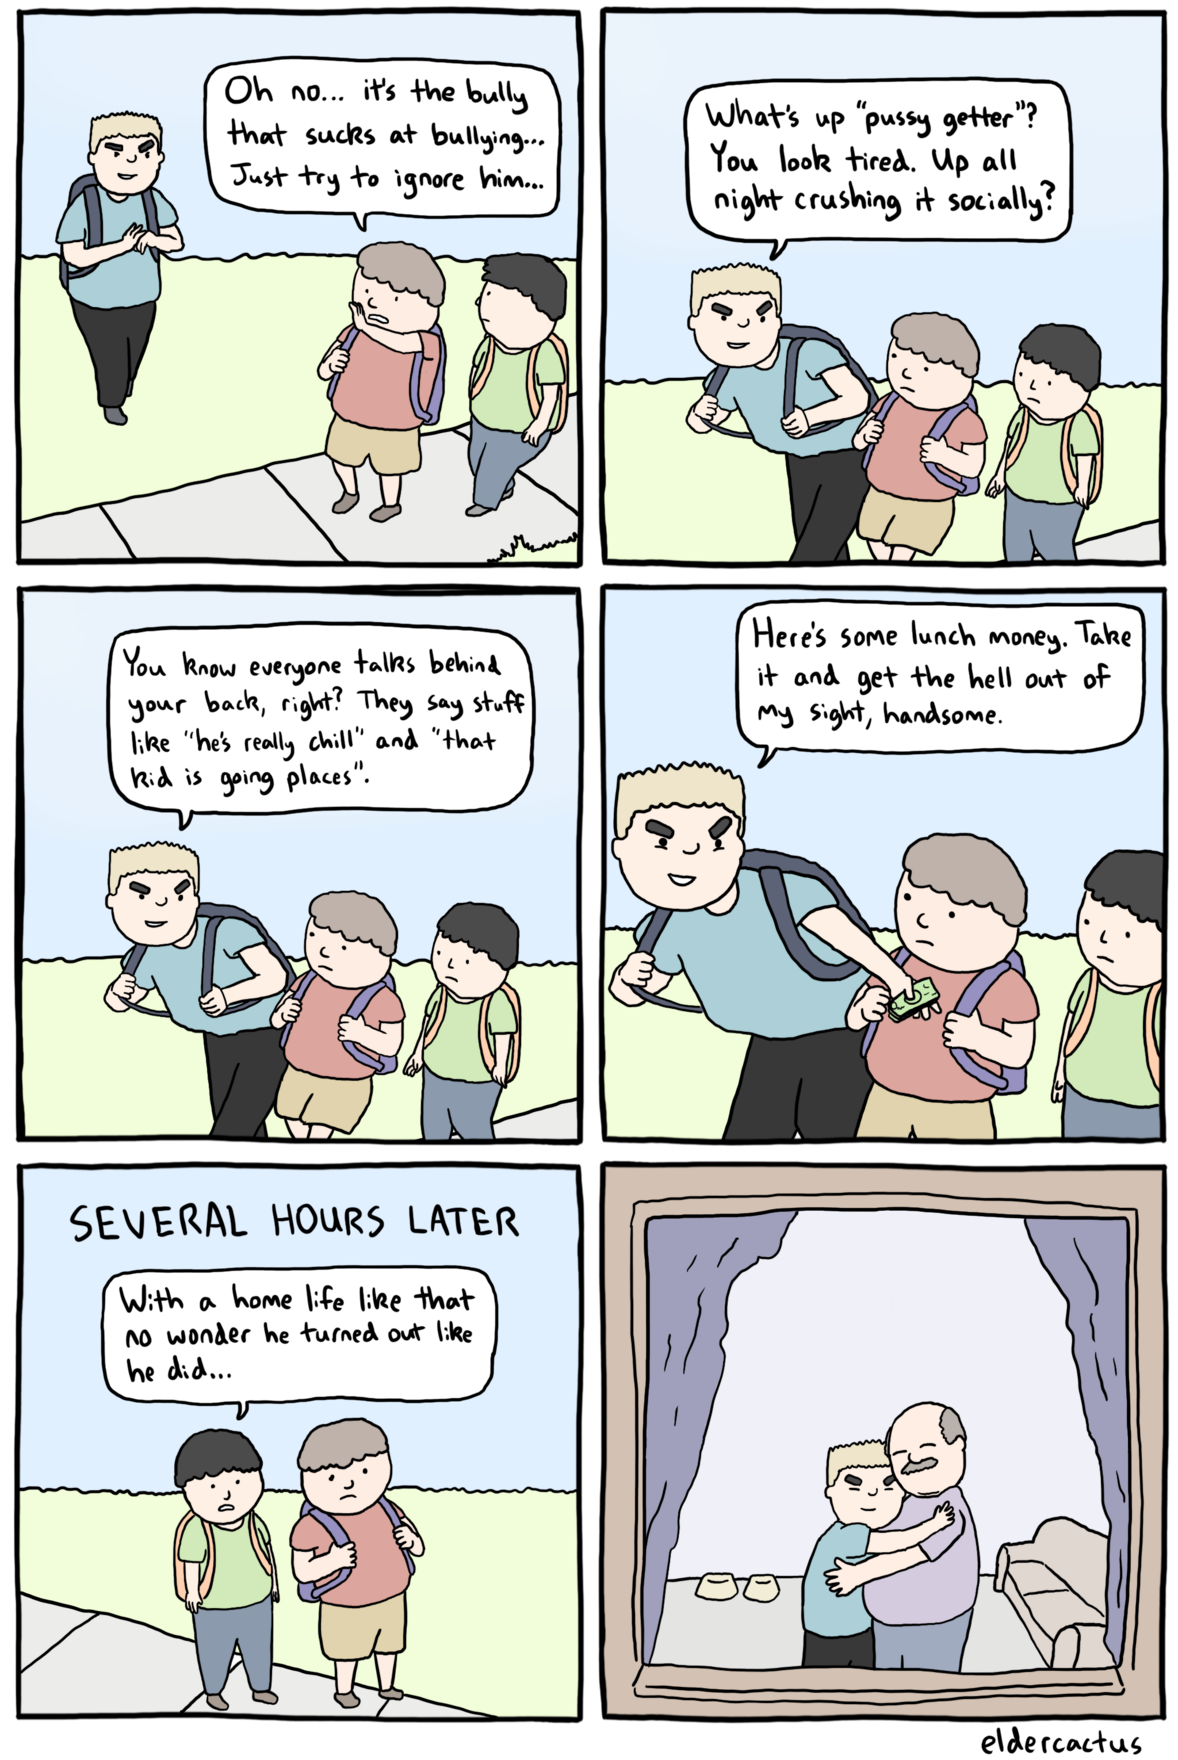 Oh no... it's the bully
that sucks at bullying...
Just try to ignore him...
What's up "pussy getter"?
You look tired. Up all
night crushing it socially?
You know everyone talks behind
your back, right? They say stuff
like "he's really chill" and "that
kid is going places".
Here's some lunch money. Take
it and get the hell out of
my sight, handsome.
SEVERAL HOURS LATER
With a home life like that
no wonder he turned out like
he did...
eldercactus